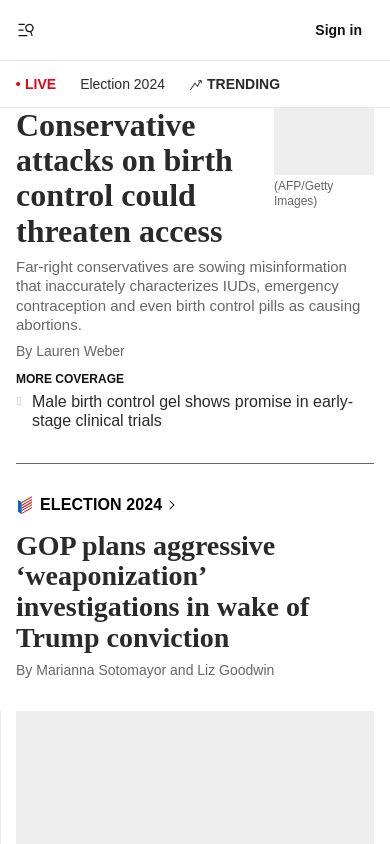 Sign in
LIVE
Election 2024
TRENDING
Conservative
attacks on birth
control could
threaten access
(AFP/Getty
Images)
Far-right conservatives are sowing misinformation
that inaccurately characterizes IUDs, emergency
contraception and even birth control pills as causing
abortions.
By Lauren Weber
MORE COVERAGE
Male birth control gel shows promise in early-
stage clinical trials
ELECTION 2024
GOP plans aggressive
‘weaponization’
investigations in wake of
Trump conviction
By Marianna Sotomayor and Liz Goodwin